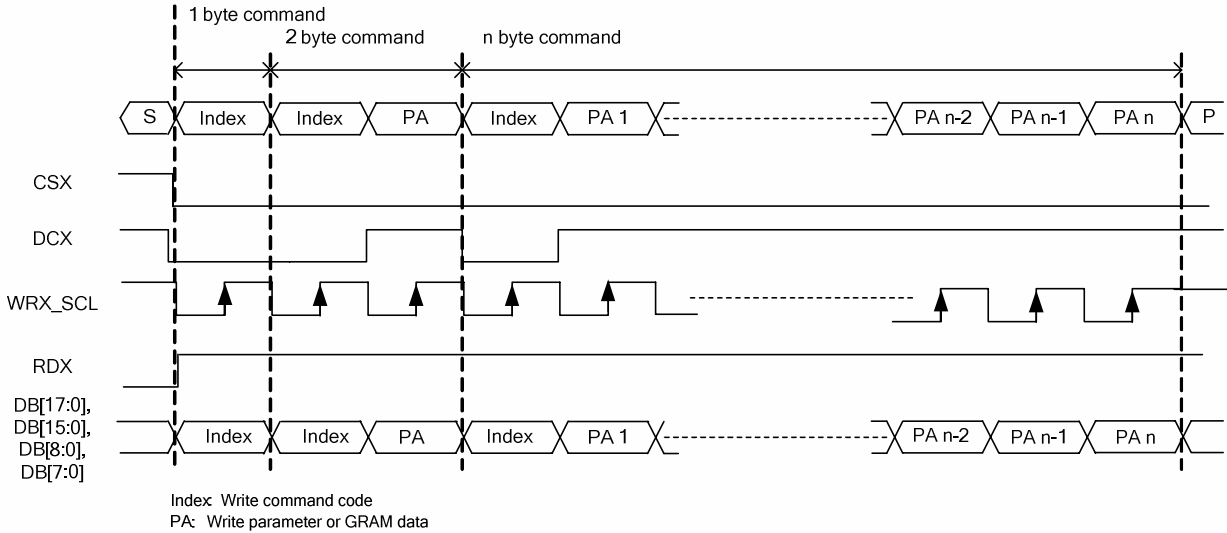 1 byte command
2 byte command n byte command
S Index Index PA Index PA 1 PA n-2 PA n-1 PA n P
CSX
DCX
WRX_SCL
RDX
DB[17:0],
DB[15:0],
DB[8:0],
DB[7:0]
Index Index PA Index PA 1 PA n-2 PA n-1 PA n
Index: Write command code
PA: Write parameter or GRAM data